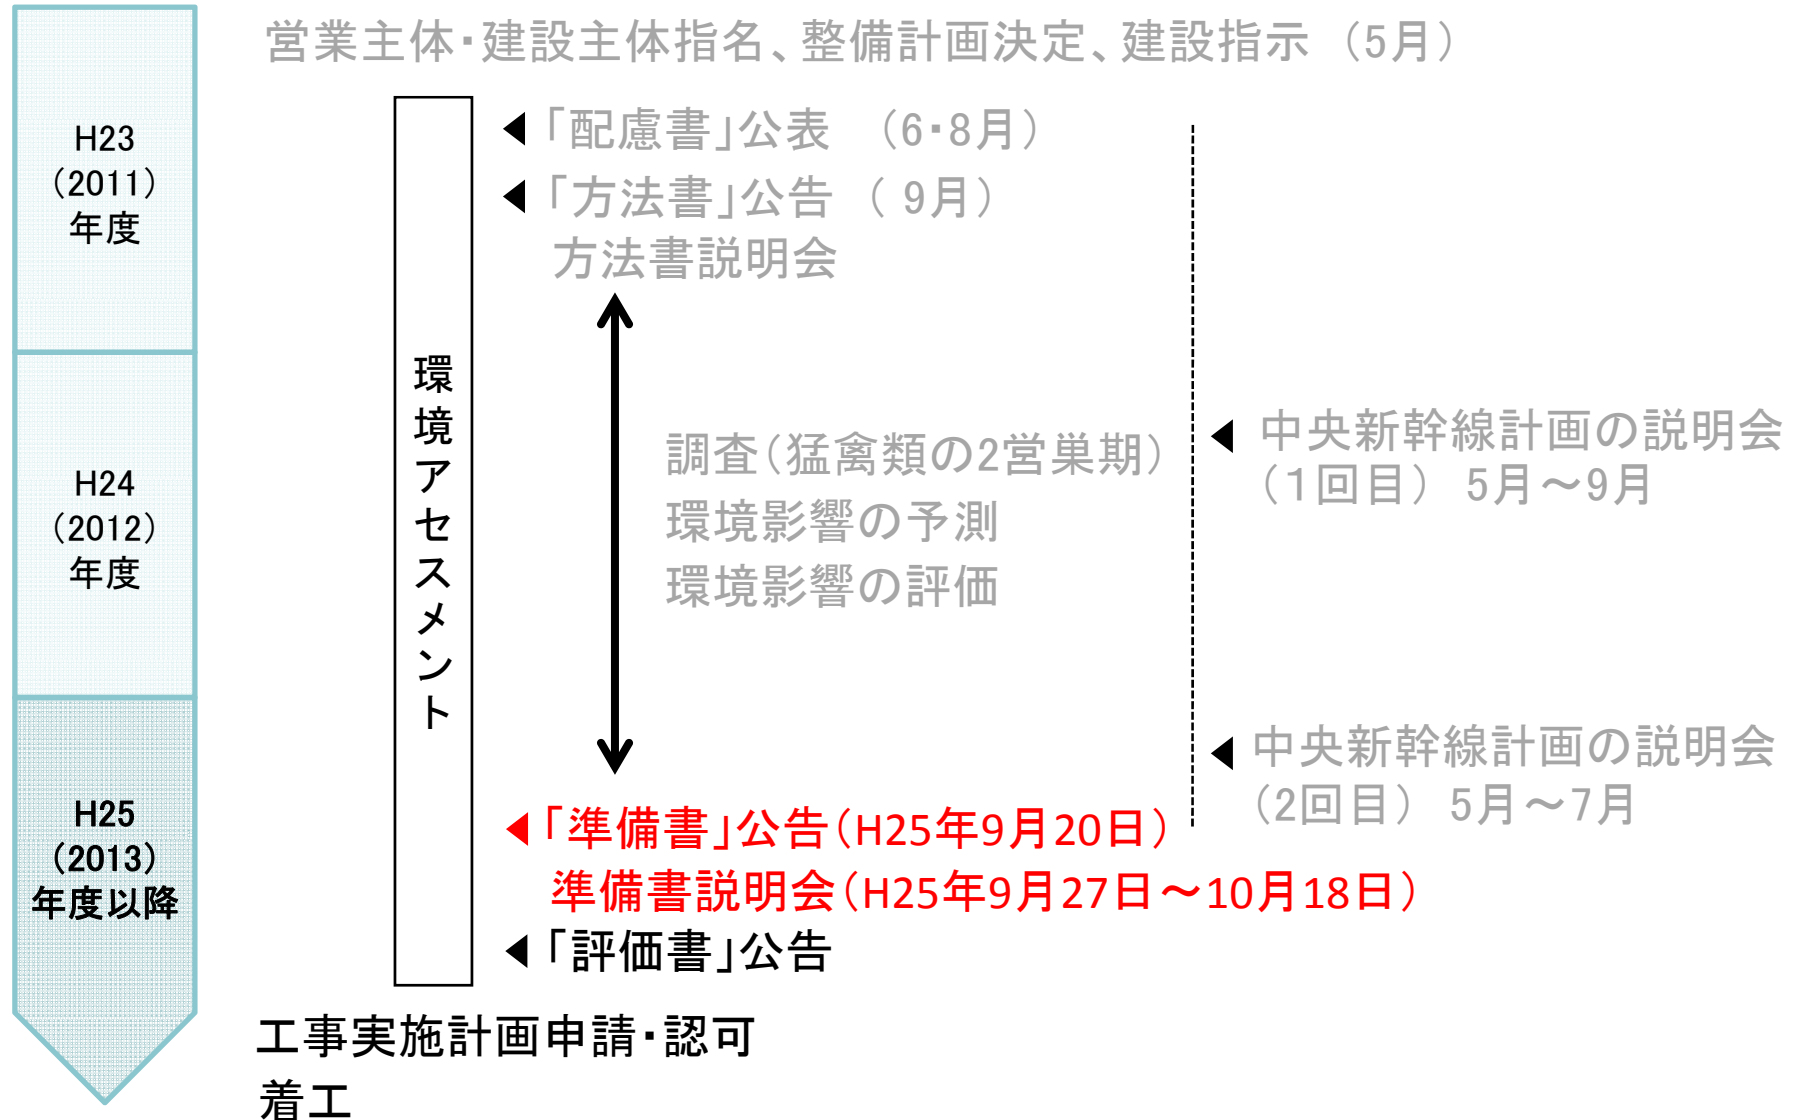 営業主体・建設主体指名、整備計画決定、建設指示（5月）
H23
（2011）
年度
H24
（2012）
年度
H25
（2013）
年度以降
環境アセスメント
「配慮書」公表　（6・8月）
「方法書」公告（ 9月）
方法書説明会
調査（猛禽類の2営巣期）
環境影響の予測
環境影響の評価
中央新幹線計画の説明会
（1回目） 5月～9月
中央新幹線計画の説明会
（2回目） 5月～7月
「準備書」公告（H25年9月20日）
準備書説明会（H25年9月27日～10月18日）
「評価書」公告
工事実施計画申請・認可
着工